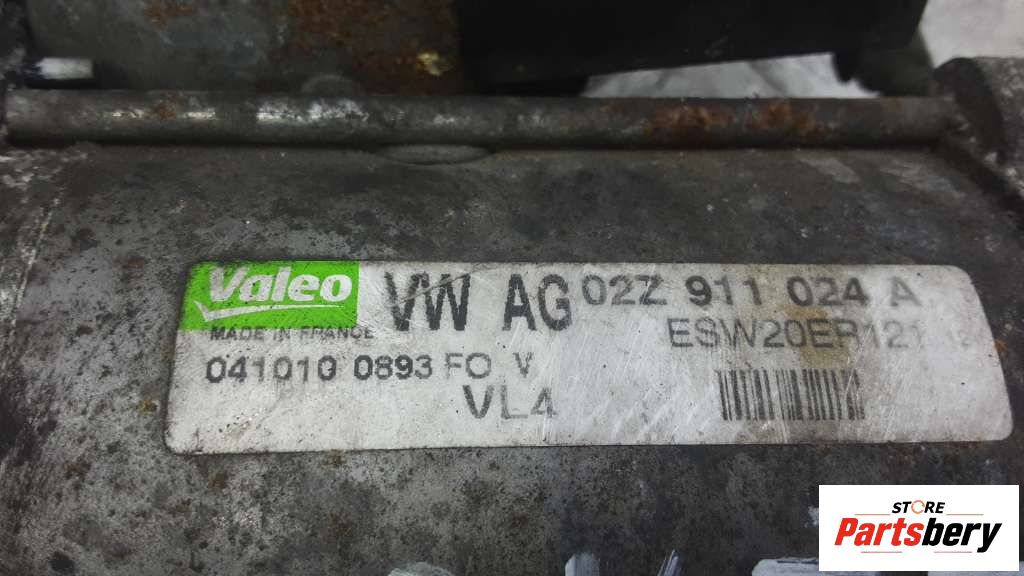 Valeo VW AG 02Z 911 024 A
MADE IN FRANCE ESW20ER121
041010 0893 FO V
VL4
STORE
Partsbery